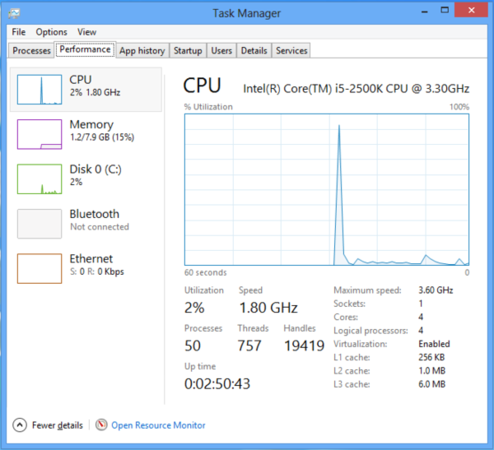 Task Manager
File Options View
Processes Performance App history Startup Users Details Services
CPU
2% 1.80 GHz
Memory
1.2/7.9 GB (15%)
Disk 0 (C:)
2%
Bluetooth
Not connected
Ethernet
S: 0 R: 0 Kbps
CPU Intel(R) Core(TM) i5-2500K CPU @ 3.30GHz
% Utilization 100%
60 seconds 0
Utilization Speed
2% 1.80 GHz
Processes Threads Handles
50 757 19419
Up time
0:02:50:43
Maximum speed: 3.60 GHz
Sockets: 1
Cores: 4
Logical processors: 4
Virtualization: Enabled
L1 cache: 256 KB
L2 cache: 1.0 MB
L3 cache: 6.0 MB
Fewer details Open Resource Monitor